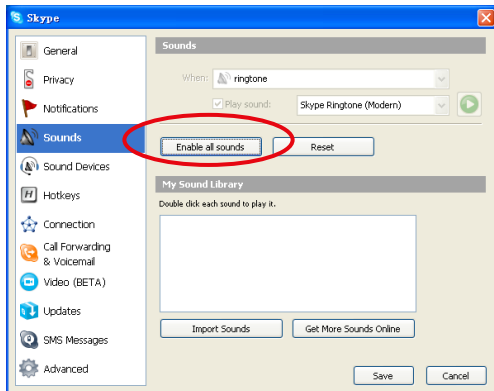 Skype
General
Privacy
Notifications
Sounds
Sound Devices
Hotkeys
Connection
Call Forwarding
& Voicemail
Video (BETA)
Updates
SMS Messages
Advanced
Sounds
When: ringtone
Play sound: Skype Ringtone (Modern)
Enable all sounds Reset
My Sound Library
Double click each sound to play it.
Import Sounds Get More Sounds Online
Save Cancel